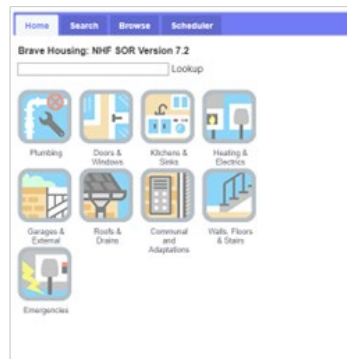 Home Search Browse Scheduler
Brave Housing: NHF SOR Version 7.2
Lookup
Plumbing
Doors &
Windows
Kitchens &
Sinks
Heating &
Electrics
Garages &
External
Roofs &
Drains
Communal
and
Adaptations
Walls, Floors
& Stairs
Emergencies